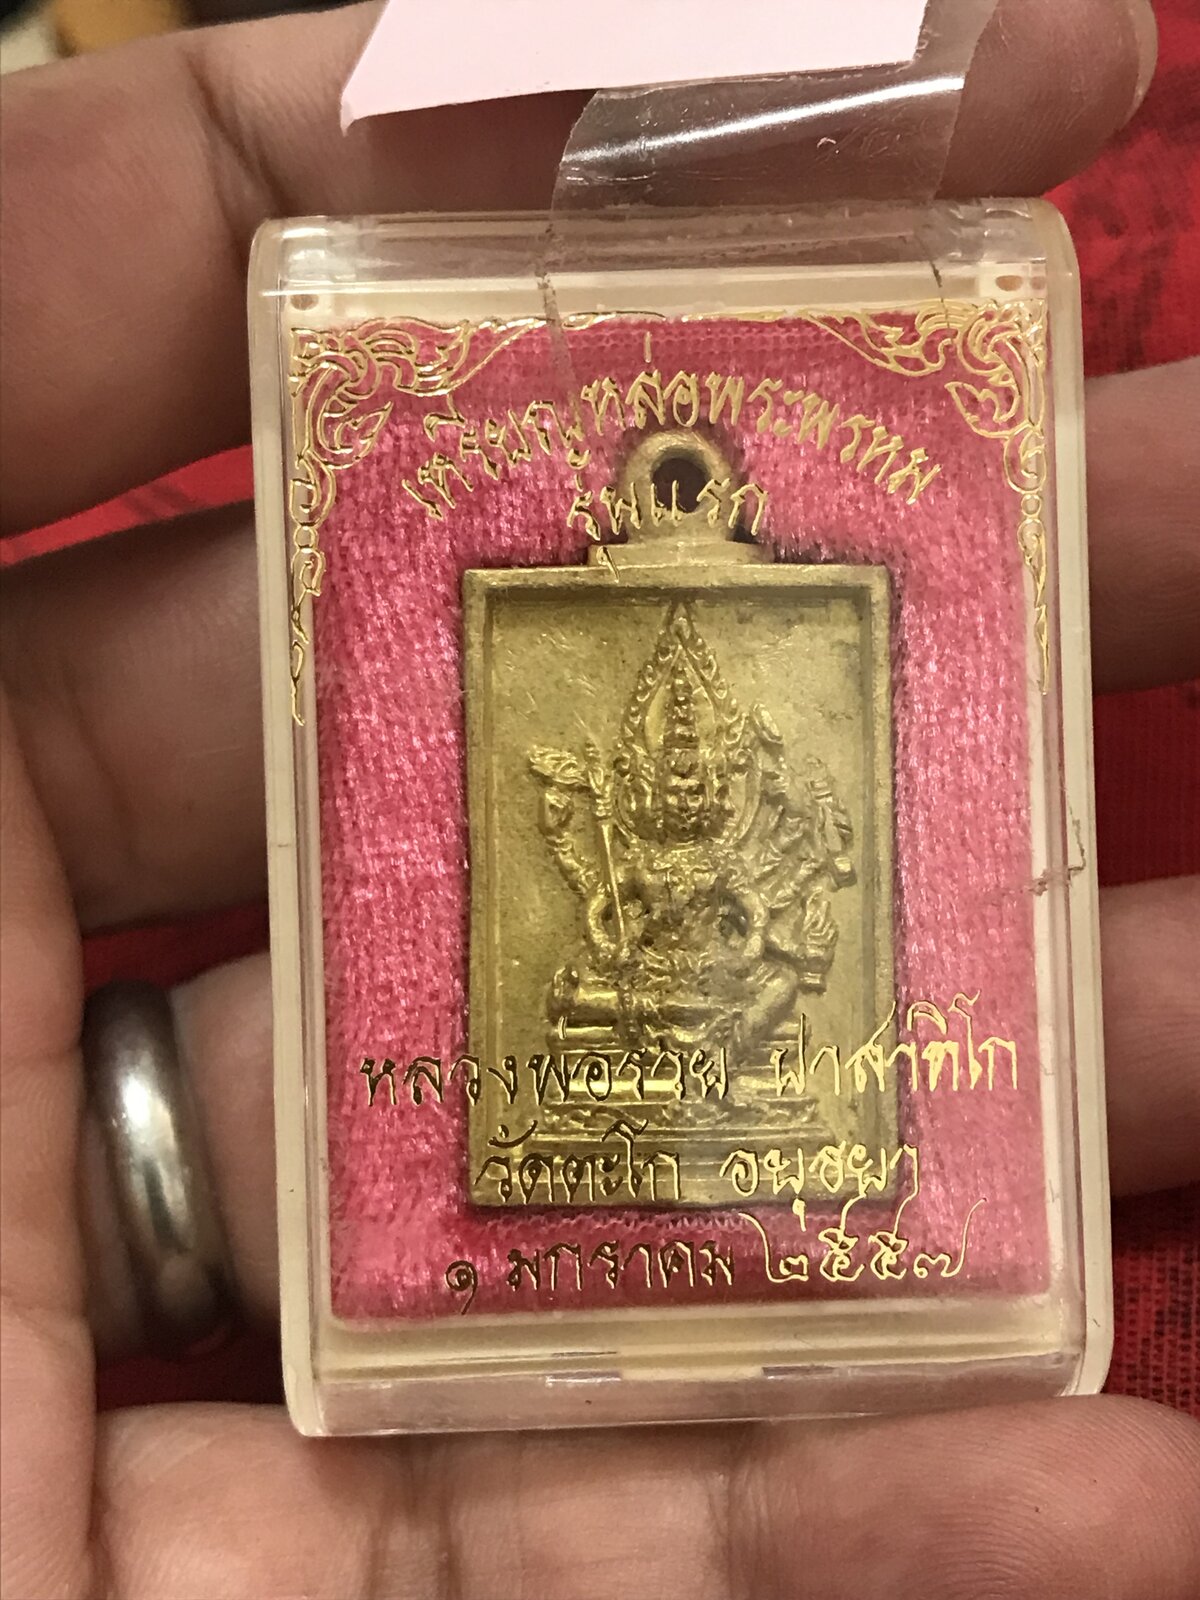 เหรียญหล่อพระพรหม
รุ่นแรก
หลวงพ่อรวย ปาสาทิโก
วัดตะโก อยุธยา
๑ มกราคม ๒๕๕๗